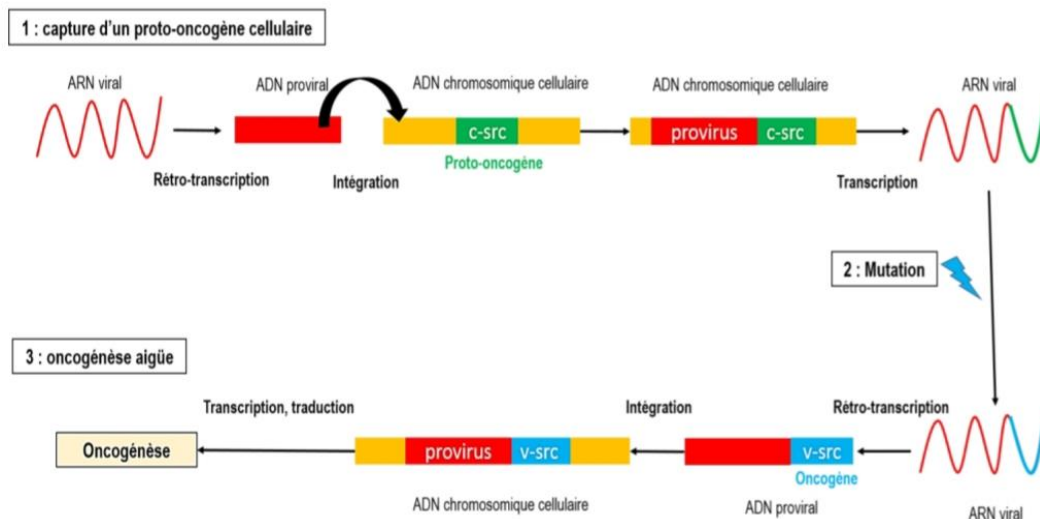 1 : capture d'un proto-oncogène cellulaire
ARN viral
ADN proviral
ADN chromosomique cellulaire
ADN chromosomique cellulaire
ARN viral
c-src
provirus
c-src
Proto-oncogène
Rétro-transcription
Intégration
Transcription
2 : Mutation
3 : oncogénèse aigüe
Transcription, traduction
Intégration
Rétro-transcription
Oncogénèse
provirus
v-src
v-src
Oncogène
ADN chromosomique cellulaire
ADN proviral
ARN viral